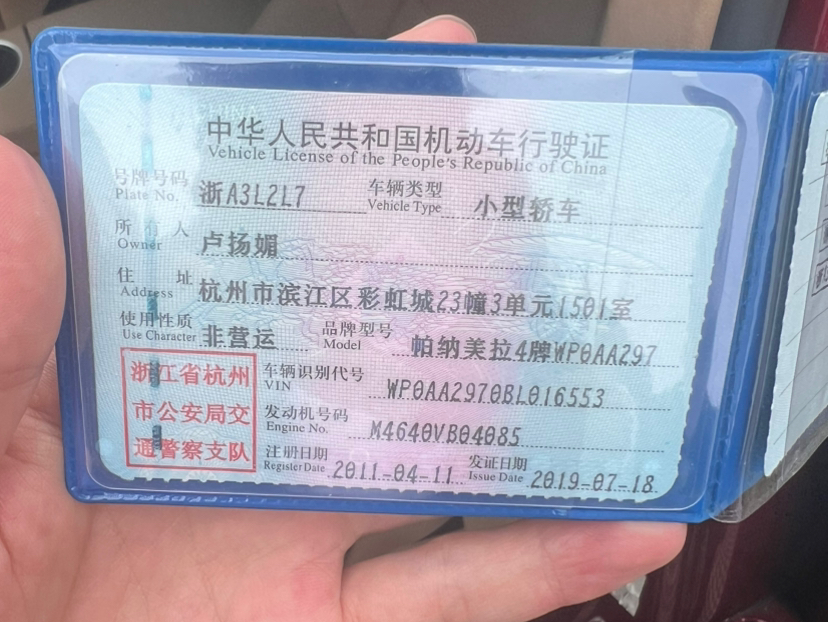 中华人民共和国机动车行驶证
Vehicle License of the People's Republic of China
号牌号码 浙A3L2L7 车辆类型 小型轿车
Plate No. Vehicle Type
所有人 卢扬媚
Owner
住址 杭州市滨江区彩虹城23幢3单元1501室
Address
使用性质 非营运 品牌型号 帕纳美拉4牌WP0AA297
Use Character Model
浙江省杭州
市公安局交
通警察支队
车辆识别代号 WP0AA2970BL016553
VIN
发动机号码 M4640VB04085
Engine No.
注册日期 2011-04-11 发证日期 2019-07-18
Register Date Issue Date